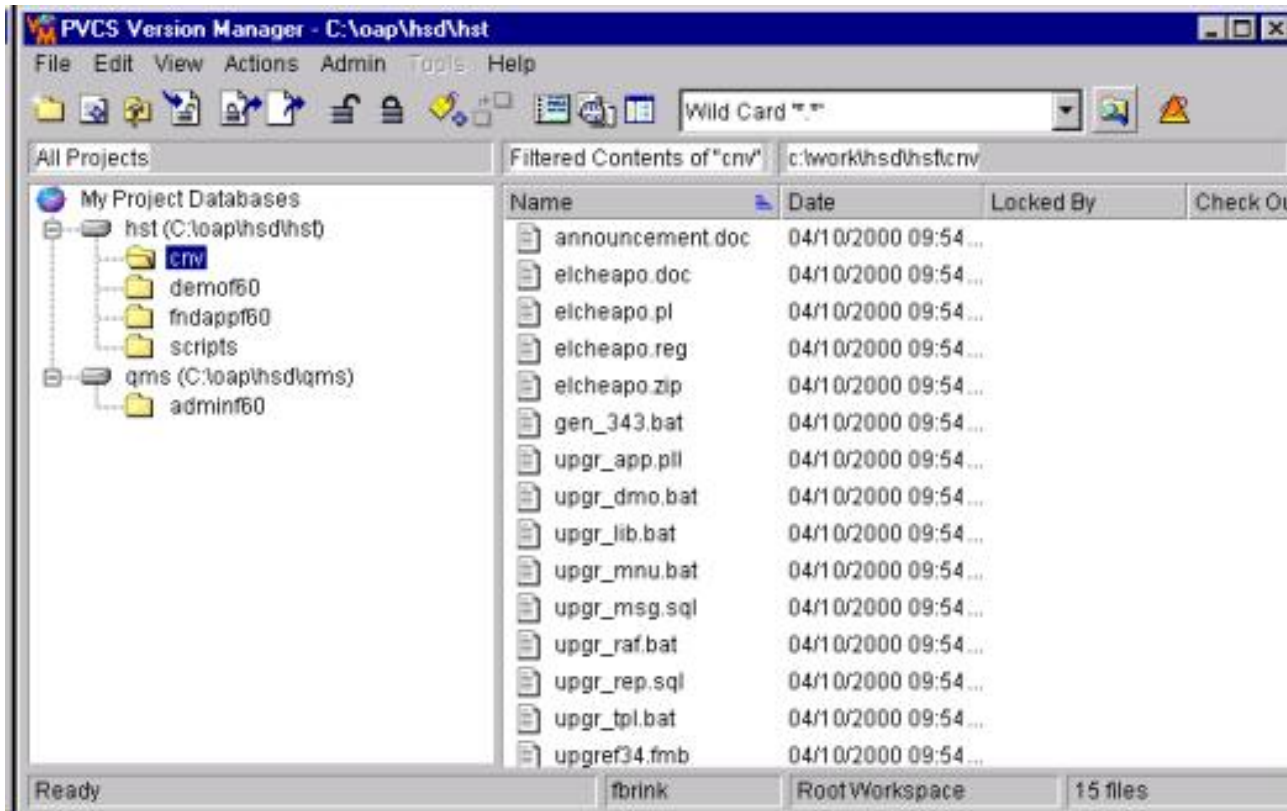 PVCS Version Manager - C:\oap\hsd\hst
File Edit View Actions Admin Tools Help
Wild Card "*.*"
All Projects
Filtered Contents of "cnv"
c:\work\hsd\hst\cnv
My Project Databases
hst (C:\oap\hsd\hst)
cnv
demof60
fndappf60
scripts
qms (C:\oap\hsd\qms)
adminf60
Name Date Locked By Check Ou
announcement.doc 04/10/2000 09:54...
elcheapo.doc 04/10/2000 09:54...
elcheapo.pl 04/10/2000 09:54...
elcheapo.reg 04/10/2000 09:54...
elcheapo.zip 04/10/2000 09:54...
gen_343.bat 04/10/2000 09:54...
upgr_app.pll 04/10/2000 09:54...
upgr_dmo.bat 04/10/2000 09:54...
upgr_lib.bat 04/10/2000 09:54...
upgr_mnu.bat 04/10/2000 09:54...
upgr_msg.sql 04/10/2000 09:54...
upgr_raf.bat 04/10/2000 09:54...
upgr_rep.sql 04/10/2000 09:54...
upgr_tpl.bat 04/10/2000 09:54...
upgref34.fmb 04/10/2000 09:54...
Ready fbrink Root Workspace 15 files